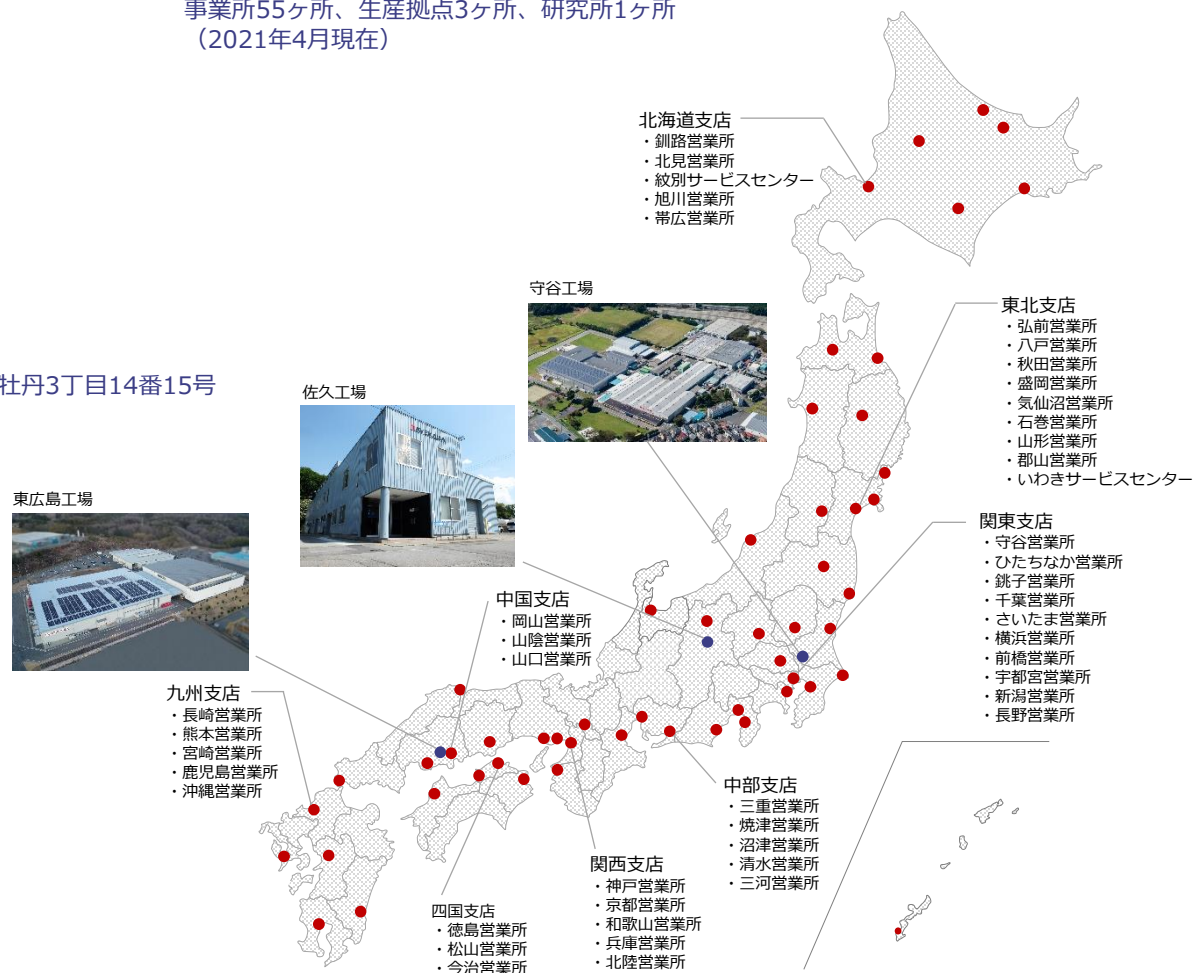 事業所55ヶ所、生産拠点3ヶ所、研究所1ヶ所
（2021年4月現在）
北海道支店
・釧路営業所
・北見営業所
・紋別サービスセンター
・旭川営業所
・帯広営業所
守谷工場
東北支店
・弘前営業所
・八戸営業所
・秋田営業所
・盛岡営業所
・気仙沼営業所
・石巻営業所
・山形営業所
・郡山営業所
・いわきサービスセンター
牡丹3丁目14番15号
佐久工場
東広島工場
関東支店
・守谷営業所
・ひたちなか営業所
・銚子営業所
・千葉営業所
・さいたま営業所
・横浜営業所
・前橋営業所
・宇都宮営業所
・新潟営業所
・長野営業所
中国支店
・岡山営業所
・山陰営業所
・山口営業所
九州支店
・長崎営業所
・熊本営業所
・宮崎営業所
・鹿児島営業所
・沖縄営業所
中部支店
・三重営業所
・焼津営業所
・沼津営業所
・清水営業所
・三河営業所
関西支店
・神戸営業所
・京都営業所
・和歌山営業所
・兵庫営業所
・北陸営業所
四国支店
・徳島営業所
・松山営業所
・今治営業所